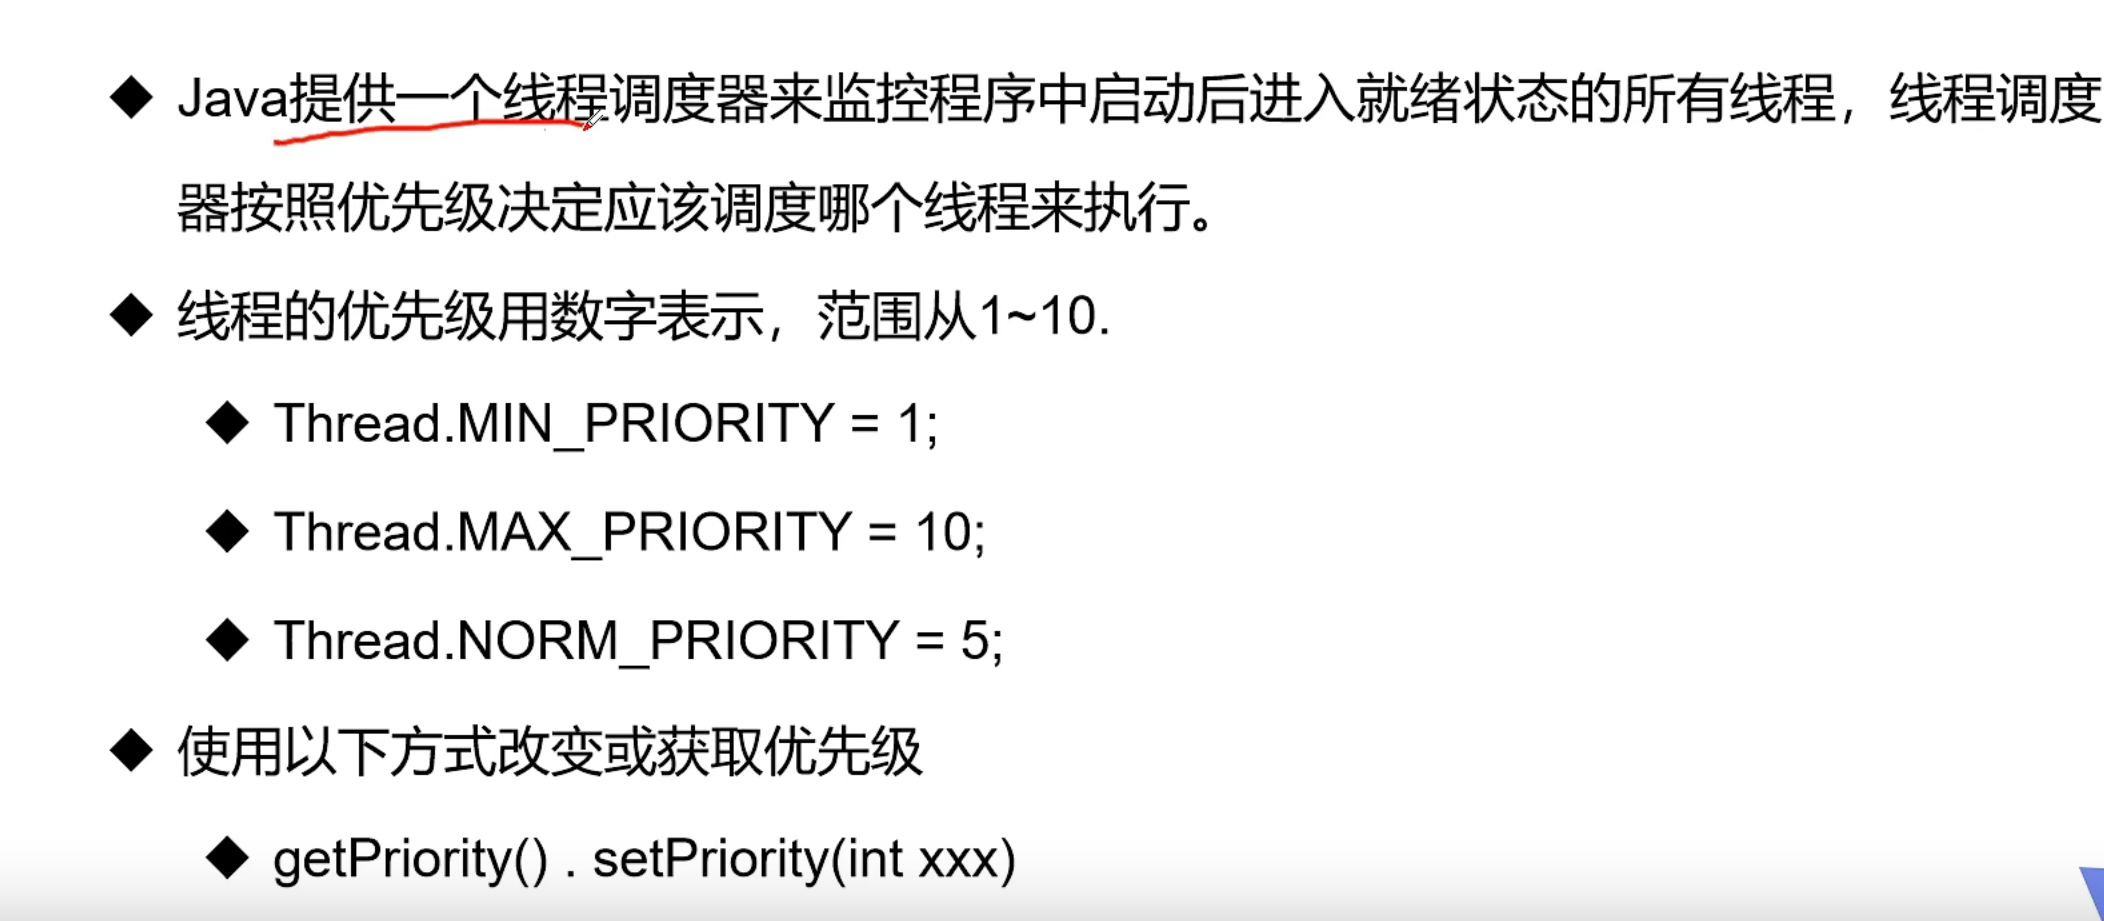 Java提供一个线程调度器来监控程序中启动后进入就绪状态的所有线程，线程调度
器按照优先级决定应该调度哪个线程来执行。
线程的优先级用数字表示，范围从1~10.
Thread.MIN_PRIORITY = 1;
Thread.MAX_PRIORITY = 10;
Thread.NORM_PRIORITY = 5;
使用以下方式改变或获取优先级
getPriority() . setPriority(int xxx)